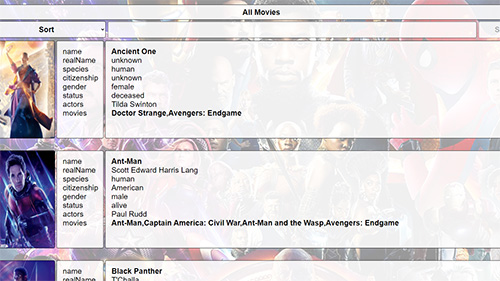 All Movies
Sort
name Ancient One
realName unknown
species human
citizenship unknown
gender female
status deceased
actors Tilda Swinton
movies Doctor Strange,Avengers: Endgame
name Ant-Man
realName Scott Edward Harris Lang
species human
citizenship American
gender male
status alive
actors Paul Rudd
movies Ant-Man,Captain America: Civil War,Ant-Man and the Wasp,Avengers: Endgame
name Black Panther
realName T'Challa